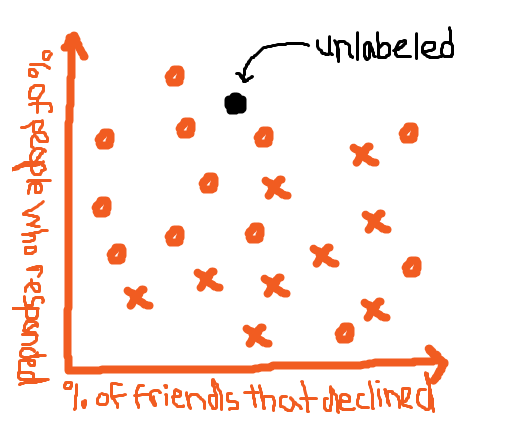 unlabeled
% of people who responded
% of friends that declined